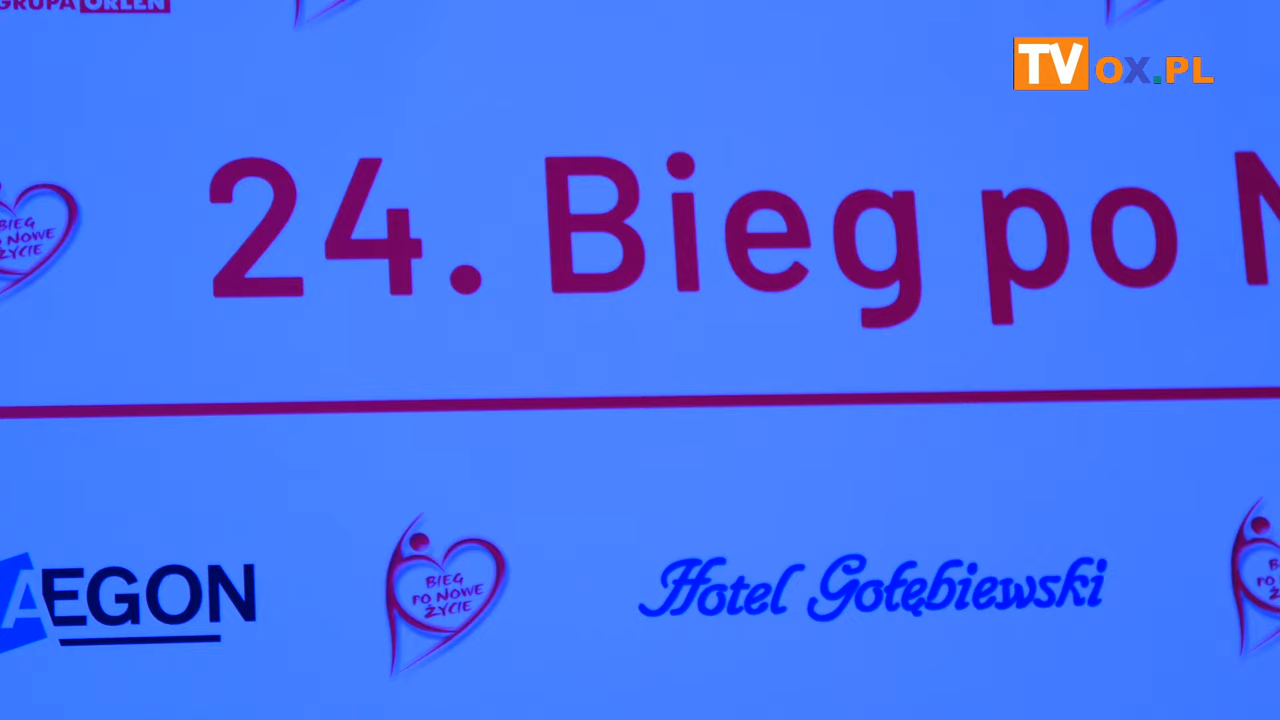 GRUPA ORLEN
TVOX.PL
24. Bieg po
BIEG
PO NOWE
ŻYCIE
AEGON
BIEG
PO NOWE
ŻYCIE
Hotel Gołębiewski